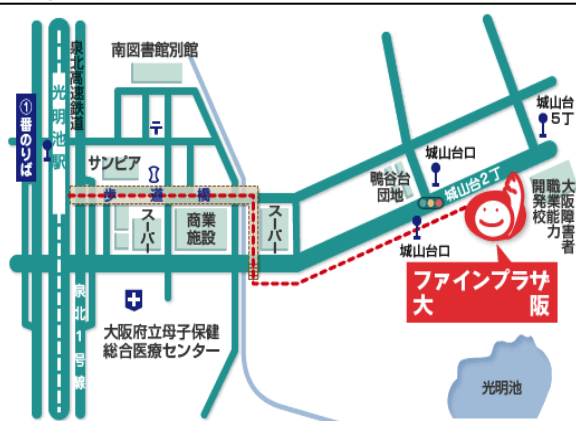 南図書館別館
泉北高速鉄道
光明池駅
①番のりば
〒
サンピア
歩道橋
スーパー
商業
施設
スーパー
鴨谷台
団地
城山台口
城山台
5丁
城山台2丁
城山台口
大阪障害者
職業能力
開発校
ファインプラザ
大阪
泉北1号線
大阪府立母子保健
総合医療センター
光明池